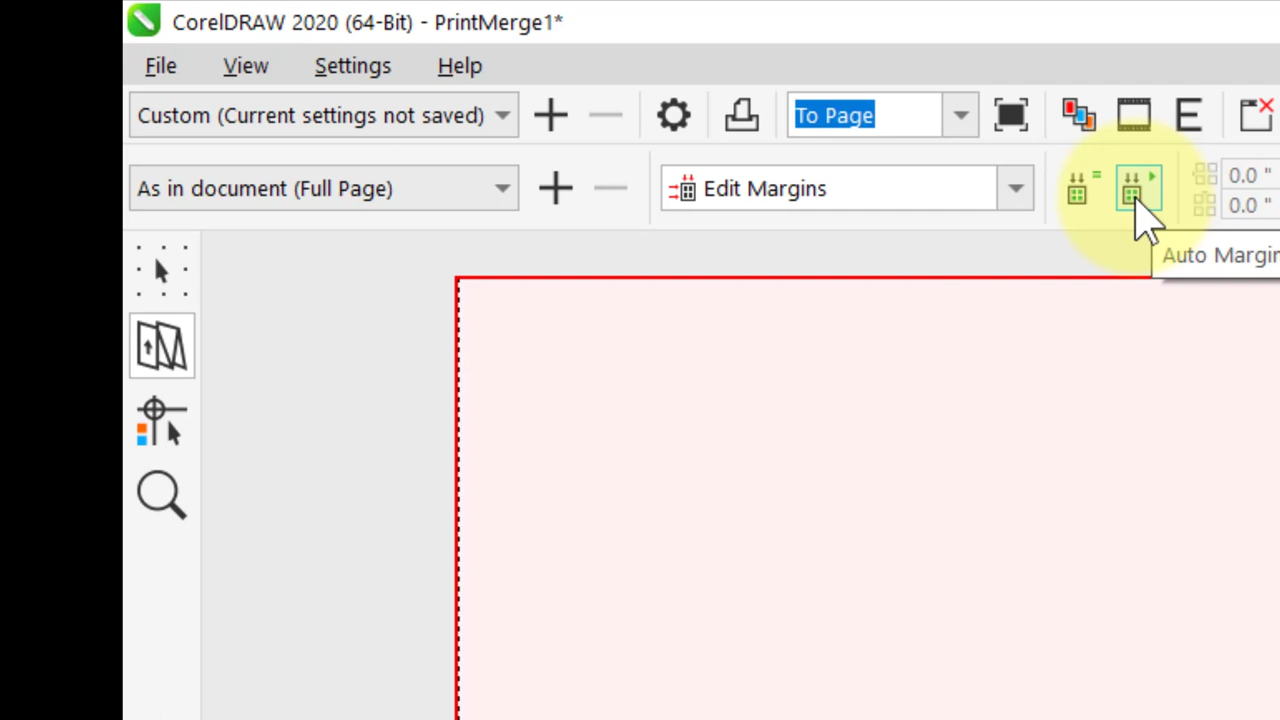 CorelDRAW 2020 (64-Bit) - PrintMerge1*
File View Settings Help
Custom (Current settings not saved) To Page E
As in document (Full Page) Edit Margins 0.0 "
0.0 "
Auto